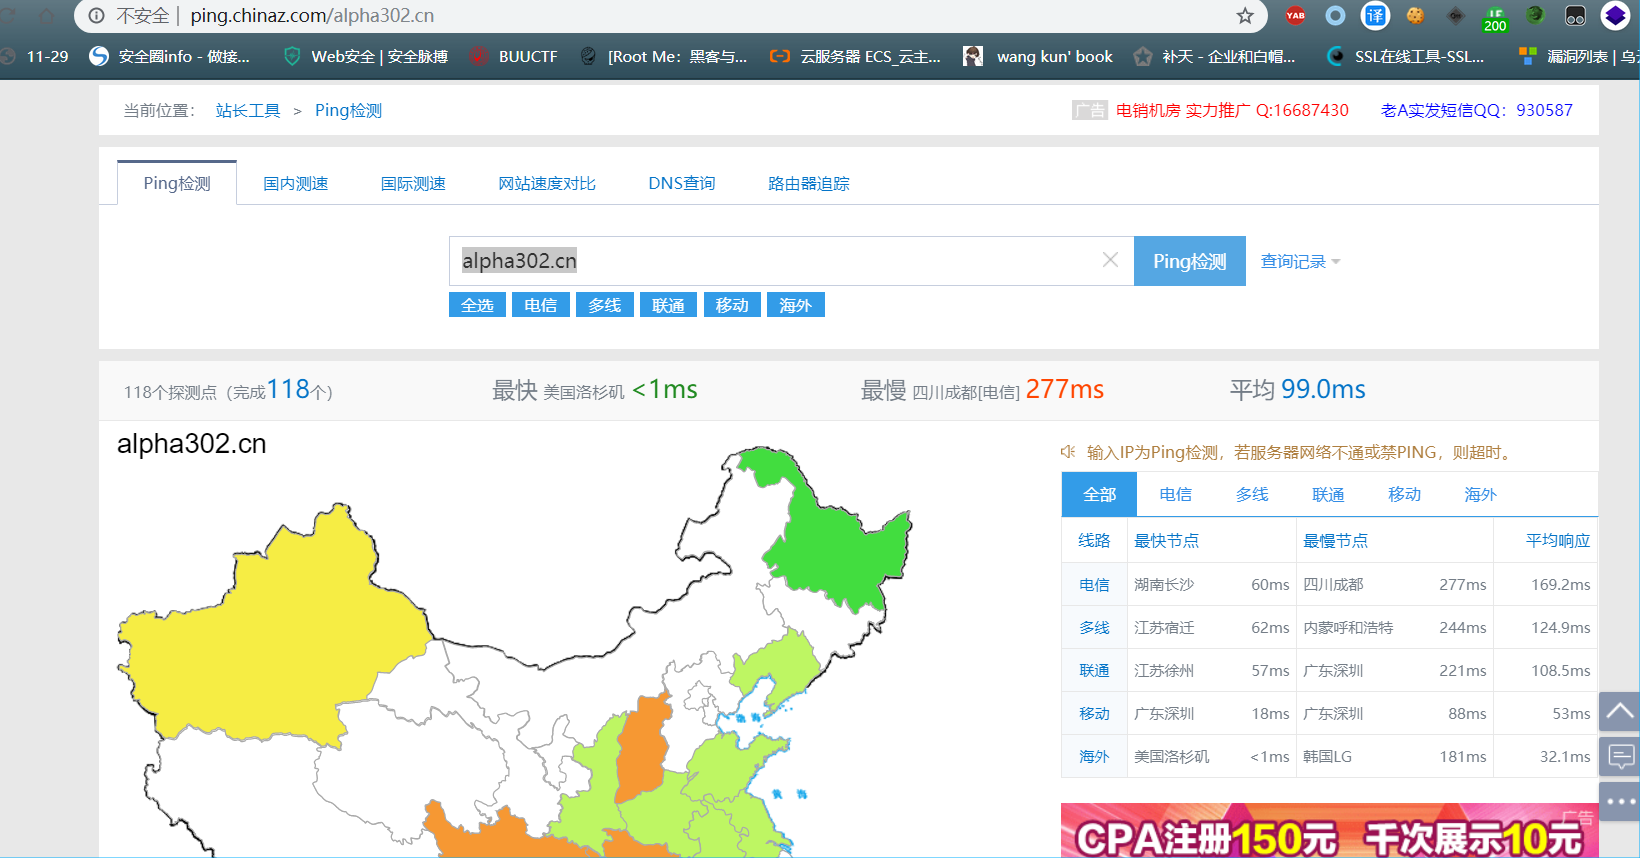 不安全 | ping.chinaz.com/alpha302.cn
YAB
译
200
11-29
安全圈info - 做接...
Web安全 | 安全脉搏
BUUCTF
[Root Me：黑客与...
云服务器 ECS_云主...
wang kun' book
补天 - 企业和白帽...
SSL在线工具-SSL...
漏洞列表 | 乌云
当前位置： 站长工具 > Ping检测
广告 电销机房 实力推广 Q:16687430 老A实发短信QQ：930587
Ping检测 国内测速 国际测速 网站速度对比 DNS查询 路由器追踪
alpha302.cn Ping检测 查询记录
全选 电信 多线 联通 移动 海外
118个探测点（完成118个） 最快 美国洛杉矶 <1ms 最慢 四川成都[电信] 277ms 平均 99.0ms
alpha302.cn
输入IP为Ping检测，若服务器网络不通或禁PING，则超时。
全部 电信 多线 联通 移动 海外
线路 最快节点 最慢节点 平均响应
电信 湖南长沙 60ms 四川成都 277ms 169.2ms
多线 江苏宿迁 62ms 内蒙呼和浩特 244ms 124.9ms
联通 江苏徐州 57ms 广东深圳 221ms 108.5ms
移动 广东深圳 18ms 广东深圳 88ms 53ms
海外 美国洛杉矶 <1ms 韩国LG 181ms 32.1ms
渤海
黄海
广告
CPA注册150元 千次展示10元